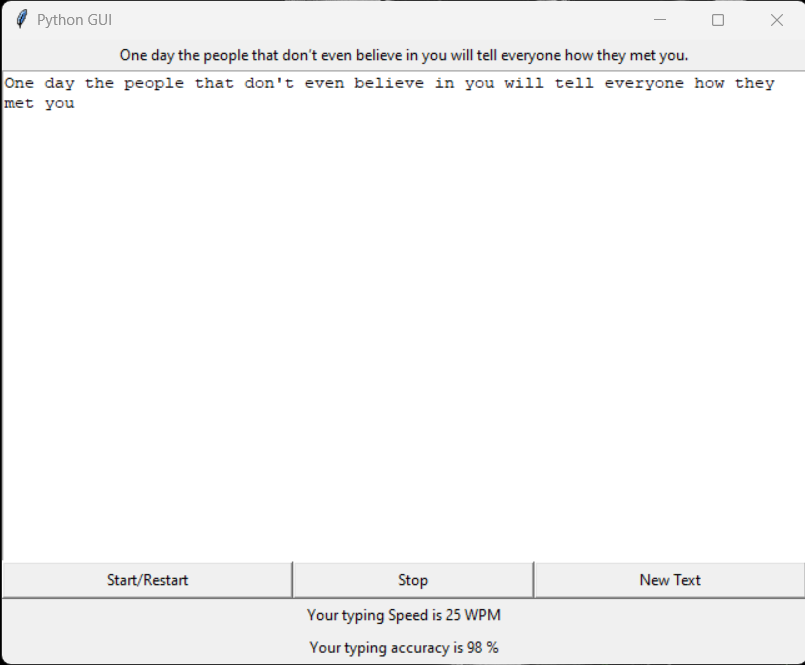 Python GUI
One day the people that don't even believe in you will tell everyone how they met you.
One day the people that don't even believe in you will tell everyone how they
met you
Start/Restart
Stop
New Text
Your typing Speed is 25 WPM
Your typing accuracy is 98 %